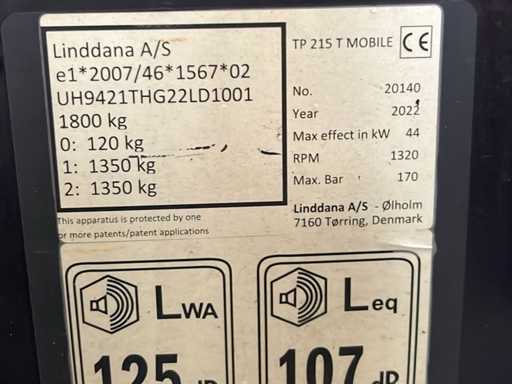 Linddana A/S
e1*2007/46*1567*02
UH9421THG22LD1001
1800 kg
0: 120 kg
1: 1350 kg
2: 1350 kg
This apparatus is protected by one
or more patents/patent applications
TP 215 T MOBILE CE
No. 20140
Year 2022
Max effect in kW 44
RPM 1320
Max. Bar 170
Linddana A/S - Ølholm
7160 Tørring, Denmark
LWA
125 dB
Leq
107 dB